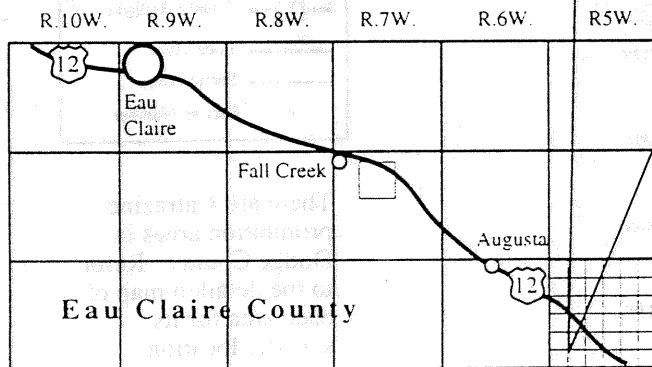 R.10W. R.9W. R.8W. R.7W. R.6W. R5W.
12
Eau
Claire
Fall Creek
Augusta
12
Eau Claire County